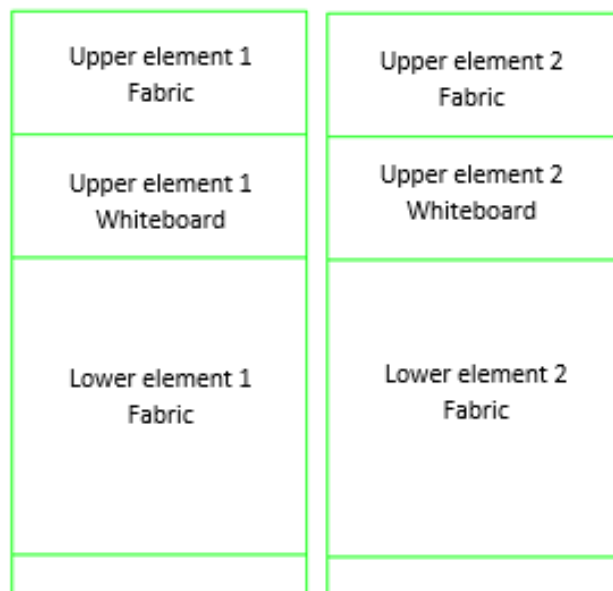 Upper element 1
Fabric
Upper element 1
Whiteboard
Lower element 1
Fabric
Upper element 2
Fabric
Upper element 2
Whiteboard
Lower element 2
Fabric